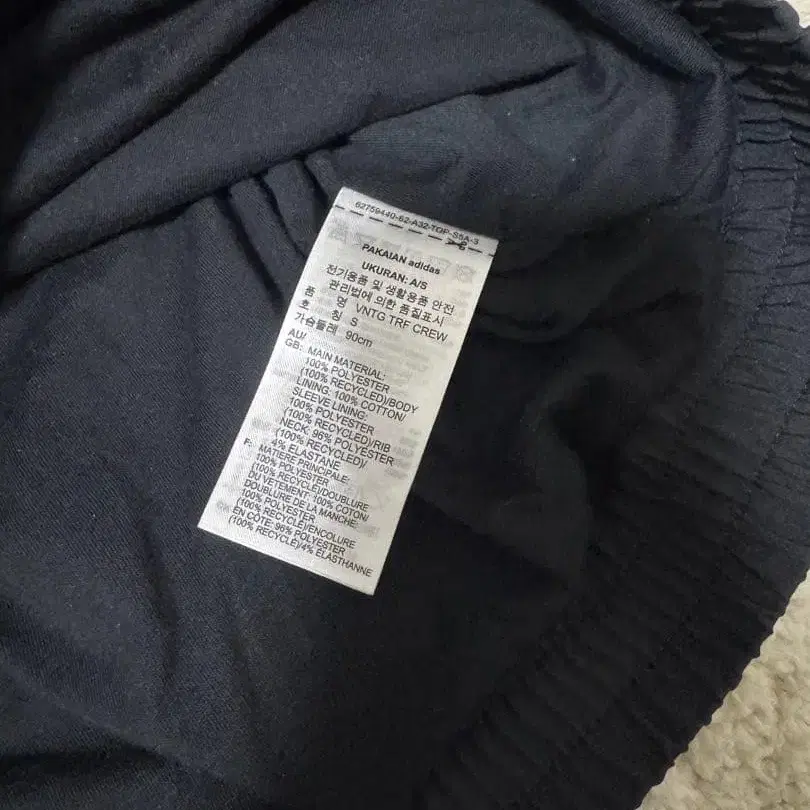 62759440-62-A32-TOP-S5A-3
PAKAIAN adidas
UKURAN: A/S
전기용품 및 생활용품 안전
관리법에 의한 품질표시
품 명 VNTG TRF CREW
호 칭 S
가슴둘레 90cm
AU/
GB: MAIN MATERIAL:
100% POLYESTER
(100% RECYCLED)/BODY
LINING: 100% COTTON/
SLEEVE LINING:
100% POLYESTER
(100% RECYCLED)/RIB
NECK: 96% POLYESTER
(100% RECYCLED)/
4% ELASTANE
F: MATIÈRE PRINCIPALE:
100% POLYESTER
(100% RECYCLÉ)/DOUBLURE
DU VÊTEMENT: 100% COTON/
DOUBLURE DE LA MANCHE:
100% POLYESTER
(100% RECYCLÉ)/ENCOLURE
EN CÔTE: 96% POLYESTER
(100% RECYCLÉ)/4% ÉLASTHANNE